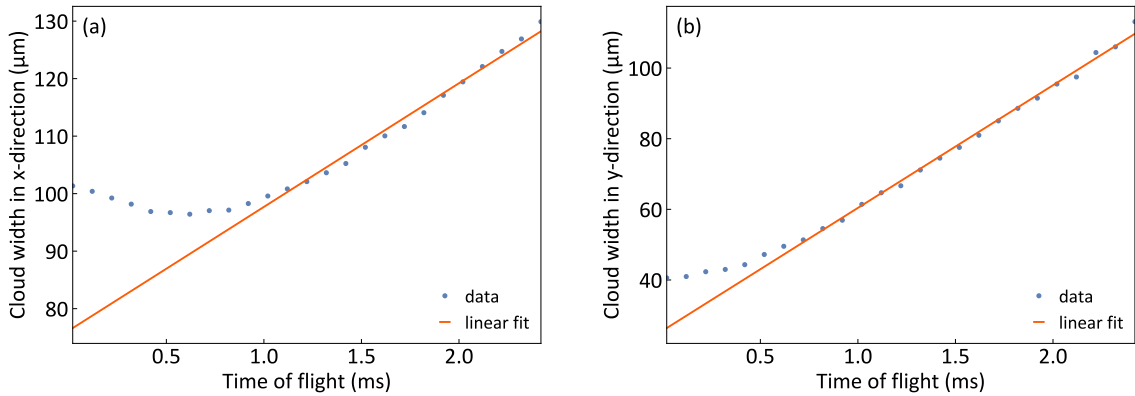 (a)
130
120
110
100
90
80
Cloud width in x-direction (μm)
data
linear fit
0.5 1.0 1.5 2.0
Time of flight (ms)
(b)
100
80
60
40
Cloud width in y-direction (μm)
data
linear fit
0.5 1.0 1.5 2.0
Time of flight (ms)